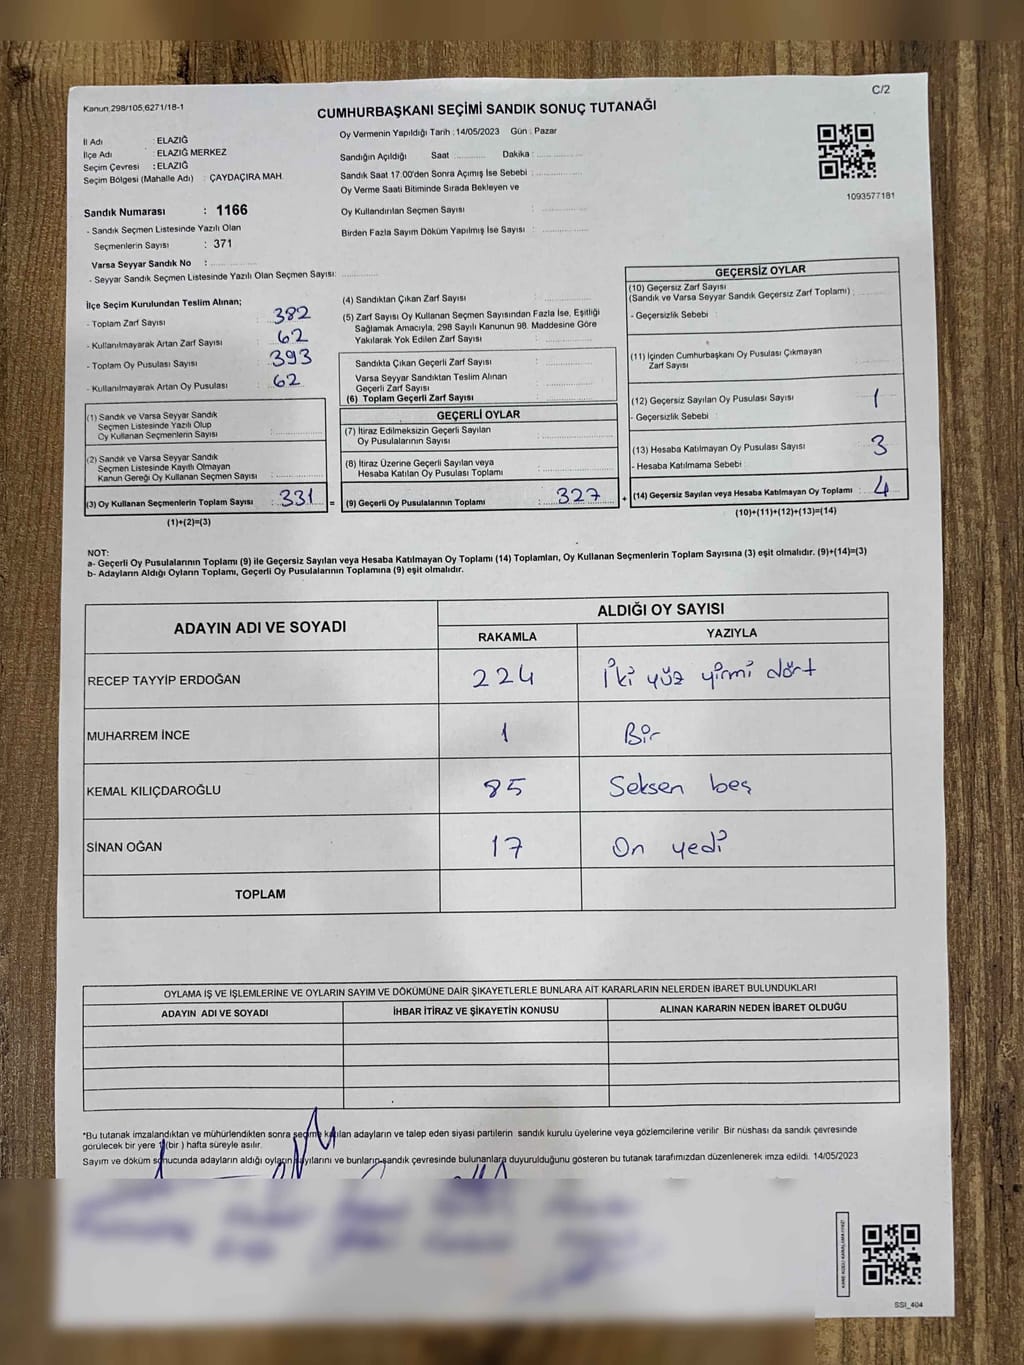 Kanun 298/105,6271/18-1
C/2
CUMHURBAŞKANI SEÇİMİ SANDIK SONUÇ TUTANAĞI
Oy Vermenin Yapıldığı Tarih : 14/05/2023 Gün : Pazar
İl Adı : ELAZIĞ
İlçe Adı : ELAZIĞ MERKEZ
Seçim Çevresi : ELAZIĞ
Seçim Bölgesi (Mahalle Adı) : ÇAYDAÇIRA MAH.
Sandık Numarası : 1166
- Sandık Seçmen Listesinde Yazılı Olan
Seçmenlerin Sayısı : 371
Varsa Seyyar Sandık No :
- Seyyar Sandık Seçmen Listesinde Yazılı Olan Seçmen Sayısı:
Sandığın Açıldığı Saat Dakika :
Sandık Saat 17.00'den Sonra Açımış İse Sebebi :
Oy Verme Saati Bitiminde Sırada Bekleyen ve
Oy Kullandırılan Seçmen Sayısı :
Birden Fazla Sayım Döküm Yapılmış İse Sayısı :
1093577181
İlçe Seçim Kurulundan Teslim Alınan;
- Toplam Zarf Sayısı : 382
- Kullanılmayarak Artan Zarf Sayısı : 62
- Toplam Oy Pusulası Sayısı : 393
- Kullanılmayarak Artan Oy Pusulası : 62
(1) Sandık ve Varsa Seyyar Sandık
Seçmen Listesinde Yazılı Olup
Oy Kullanan Seçmenlerin Sayısı :
(2) Sandık ve Varsa Seyyar Sandık
Seçmen Listesinde Kayıtlı Olmayan
Kanun Gereği Oy Kullanan Seçmen Sayısı :
(3) Oy Kullanan Seçmenlerin Toplam Sayısı : 331 =
(1)+(2)=(3)
(4) Sandıktan Çıkan Zarf Sayısı :
(5) Zarf Sayısı Oy Kullanan Seçmen Sayısından Fazla İse, Eşitliği
Sağlamak Amacıyla, 298 Sayılı Kanunun 98. Maddesine Göre
Yakılarak Yok Edilen Zarf Sayısı :
Sandıkta Çıkan Geçerli Zarf Sayısı :
Varsa Seyyar Sandıktan Teslim Alınan
Geçerli Zarf Sayısı :
(6) Toplam Geçerli Zarf Sayısı :
GEÇERLİ OYLAR
(7) İtiraz Edilmeksizin Geçerli Sayılan
Oy Pusulalarının Sayısı :
(8) İtiraz Üzerine Geçerli Sayılan veya
Hesaba Katılan Oy Pusulaları Toplamı :
(9) Geçerli Oy Pusulalarının Toplamı : 327 +
GEÇERSİZ OYLAR
(10) Geçersiz Zarf Sayısı
(Sandık ve Varsa Seyyar Sandık Geçersiz Zarf Toplamı) :
- Geçersizlik Sebebi :
(11) İçinden Cumhurbaşkanı Oy Pusulası Çıkmayan
Zarf Sayısı :
(12) Geçersiz Sayılan Oy Pusulası Sayısı : 1
- Geçersizlik Sebebi :
(13) Hesaba Katılmayan Oy Pusulası Sayısı : 3
- Hesaba Katılmama Sebebi :
(14) Geçersiz Sayılan veya Hesaba Katılmayan Oy Toplamı : 4
(10)+(11)+(12)+(13)=(14)
NOT:
a- Geçerli Oy Pusulalarının Toplamı (9) ile Geçersiz Sayılan veya Hesaba Katılmayan Oy Toplamı (14) Toplamları, Oy Kullanan Seçmenlerin Toplam Sayısına (3) eşit olmalıdır. (9)+(14)=(3)
b- Adayların Aldığı Oyların Toplamı, Geçerli Oy Pusulalarının Toplamına (9) eşit olmalıdır.
ADAYIN ADI VE SOYADI ALDIĞI OY SAYISI
RAKAMLA YAZIYLA
RECEP TAYYİP ERDOĞAN 224 İki yüz yirmi dört
MUHARREM İNCE 1 Bir
KEMAL KILIÇDAROĞLU 85 Seksen beş
SİNAN OĞAN 17 On yedi
TOPLAM
OYLAMA İŞ VE İŞLEMLERİNE VE OYLARIN SAYIM VE DÖKÜMÜNE DAİR ŞİKAYETLERLE BUNLARA AİT KARARLARIN NELERDEN İBARET BULUNDUKLARI
ADAYIN ADI VE SOYADI İHBAR İTİRAZ VE ŞİKAYETİN KONUSU ALINAN KARARIN NEDEN İBARET OLDUĞU
*Bu tutanak imzalandıktan ve mühürlendikten sonra seçime katılan adayların ve talep eden siyasi partilerin sandık kurulu üyelerine veya gözlemcilerine verilir. Bir nüshası da sandık çevresinde
görülecek bir yere 1 (bir ) hafta süreyle asılır.
Sayım ve döküm sonucunda adayların aldığı oyların sayılarını ve bunların sandık çevresinde bulunanlara duyurulduğunu gösteren bu tutanak tarafımızdan düzenlenerek imza edildi. 14/05/2023
SSI_404